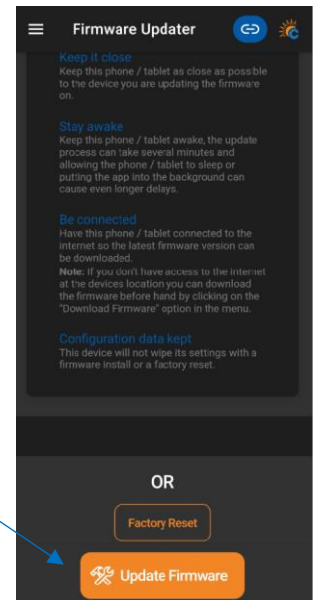 Firmware Updater
Keep it close
Keep this phone / tablet as close as possible
to the device you are updating the firmware
on.
Stay awake
Keep this phone / tablet awake, the update
process can take several minutes and
allowing the phone / tablet to sleep or
putting the app into the background can
cause even longer delays.
Be connected
Have this phone / tablet connected to the
internet so the latest firmware version can
be downloaded.
Note: If you don't have access to the internet
at the devices location you can download
the firmware before hand by clicking on the
"Download Firmware" option in the menu.
Configuration data kept
This device will not wipe its settings with a
firmware install or a factory reset.
OR
Factory Reset
Update Firmware